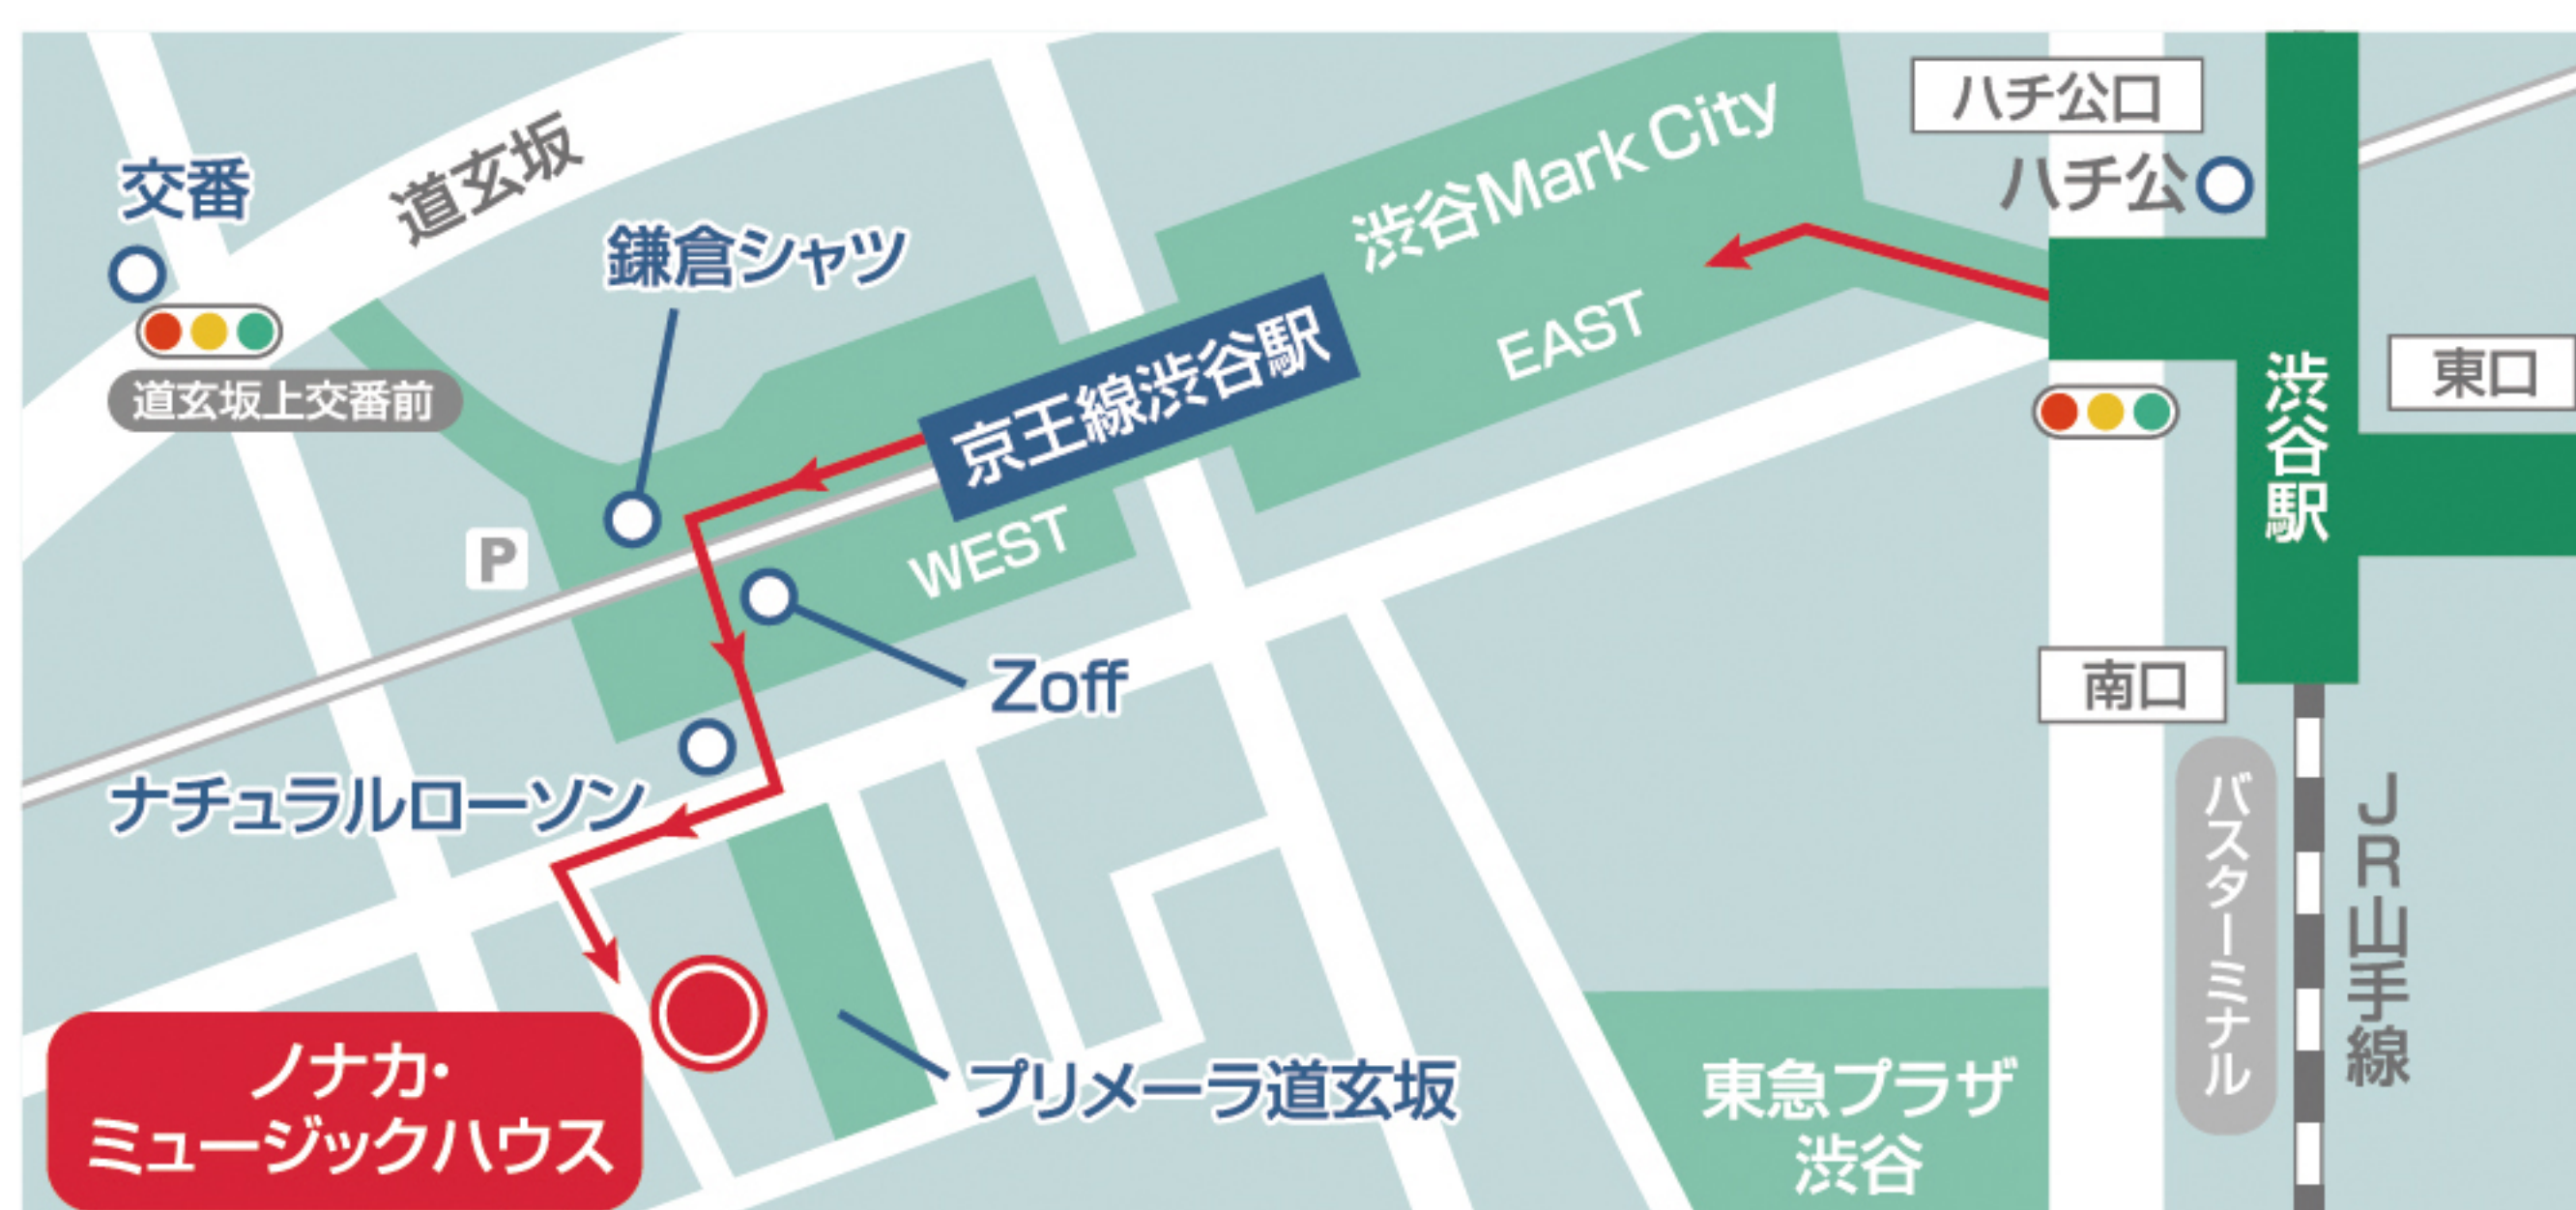 ハチ公口
渋谷Mark City
ハチ公
交番
道玄坂
鎌倉シャツ
京王線渋谷駅
EAST
道玄坂上交番前
渋谷駅
東口
P
WEST
Zoff
南口
ナチュラルローソン
バスターミナル
JR山手線
ノナカ・
ミュージックハウス
プリメーラ道玄坂
東急プラザ
渋谷